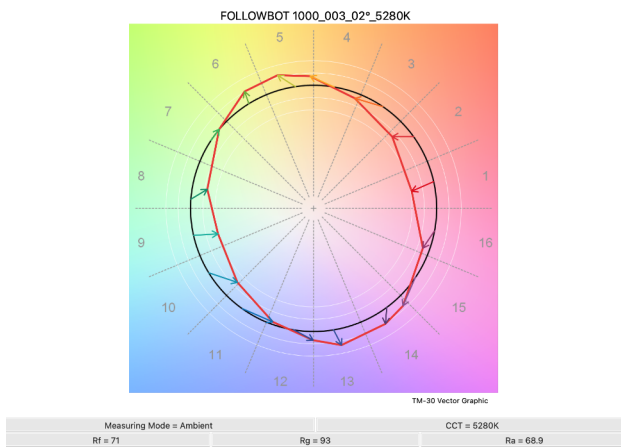 FOLLOWBOT 1000_003_02°_5280K
5 4
6 3
7 2
8 1
9 16
10 15
11 14
12 13
TM-30 Vector Graphic
Measuring Mode = Ambient CCT = 5280K
Rf = 71 Rg = 93 Ra = 68.9